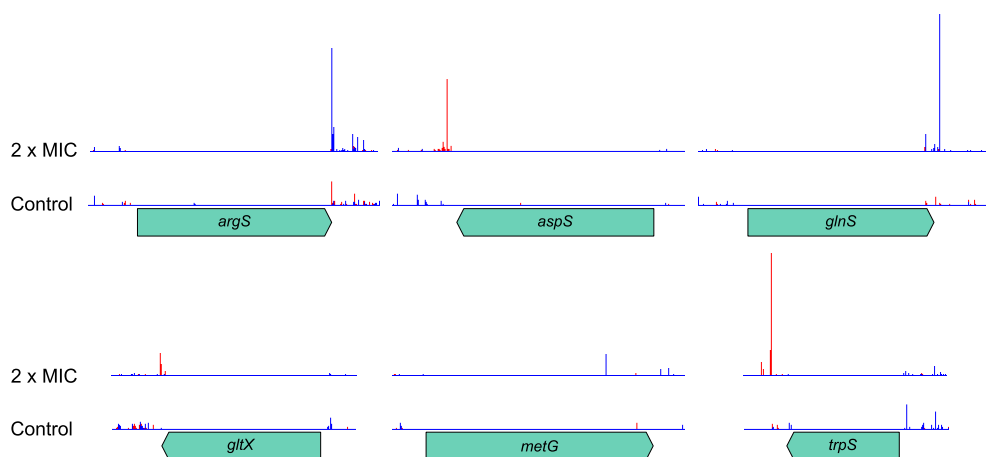 2 x MIC
Control
argS aspS glnS
2 x MIC
Control
gltX metG trpS